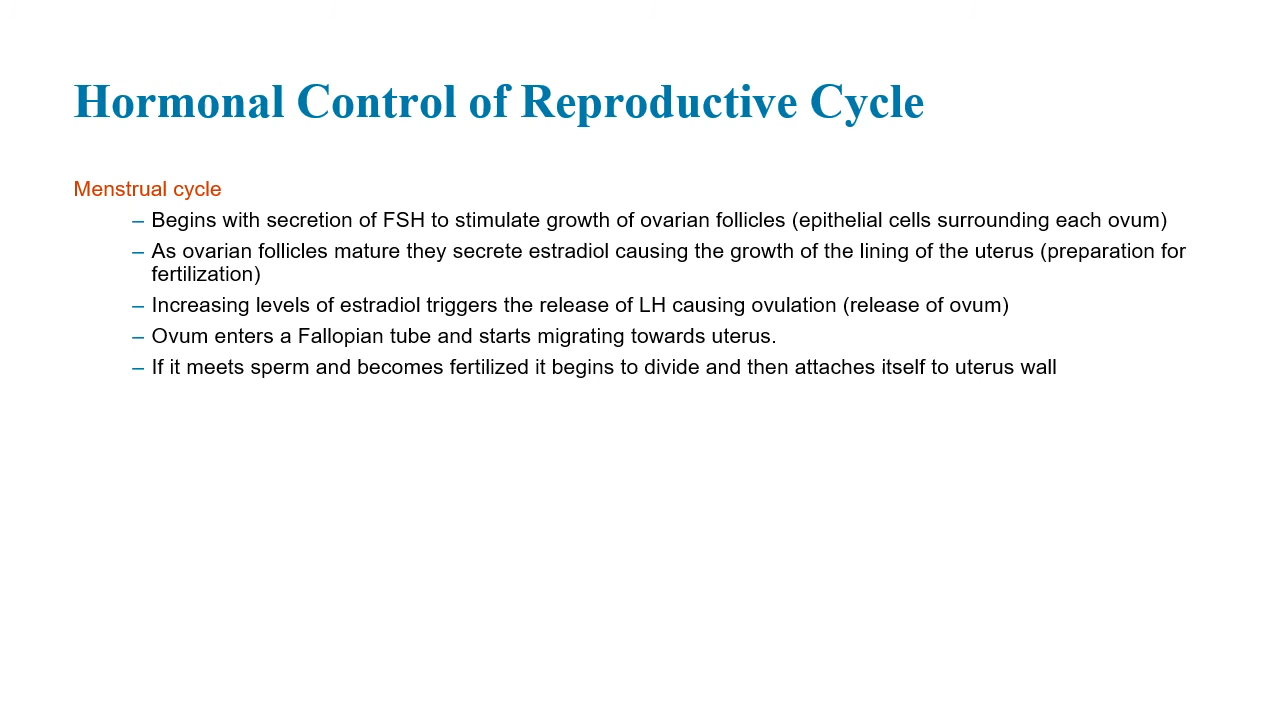 Hormonal Control of Reproductive Cycle
Menstrual cycle
– Begins with secretion of FSH to stimulate growth of ovarian follicles (epithelial cells surrounding each ovum)
– As ovarian follicles mature they secrete estradiol causing the growth of the lining of the uterus (preparation for
fertilization)
– Increasing levels of estradiol triggers the release of LH causing ovulation (release of ovum)
– Ovum enters a Fallopian tube and starts migrating towards uterus.
– If it meets sperm and becomes fertilized it begins to divide and then attaches itself to uterus wall